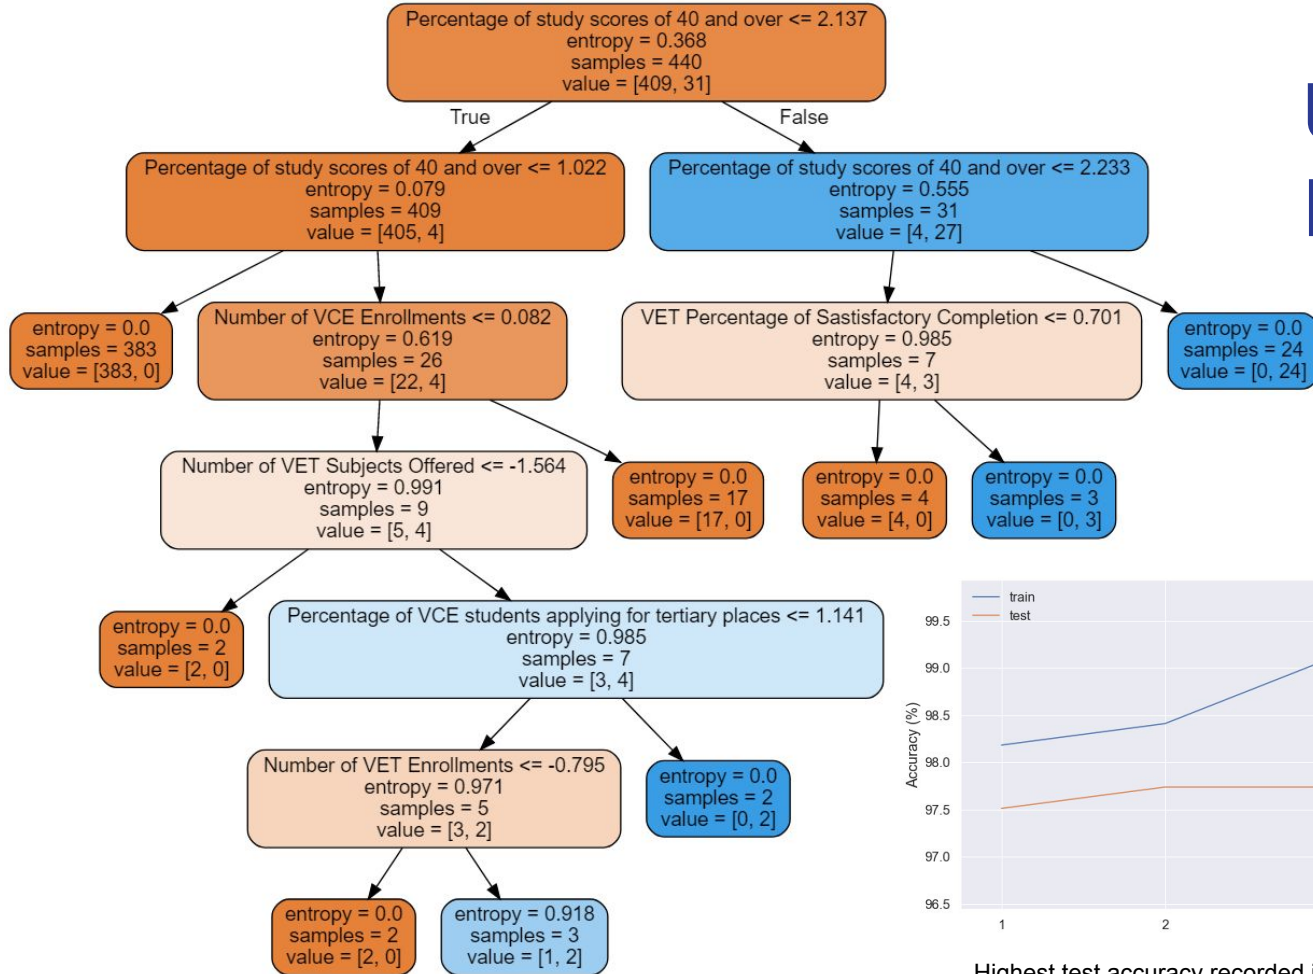 Percentage of study scores of 40 and over <= 2.137
entropy = 0.368
samples = 440
value = [409, 31]
True
False
Percentage of study scores of 40 and over <= 1.022
entropy = 0.079
samples = 409
value = [405, 4]
Percentage of study scores of 40 and over <= 2.233
entropy = 0.555
samples = 31
value = [4, 27]
entropy = 0.0
samples = 383
value = [383, 0]
Number of VCE Enrollments <= 0.082
entropy = 0.619
samples = 26
value = [22, 4]
VET Percentage of Sastisfactory Completion <= 0.701
entropy = 0.985
samples = 7
value = [4, 3]
entropy = 0.0
samples = 24
value = [0, 24]
Number of VET Subjects Offered <= -1.564
entropy = 0.991
samples = 9
value = [5, 4]
entropy = 0.0
samples = 17
value = [17, 0]
entropy = 0.0
samples = 4
value = [4, 0]
entropy = 0.0
samples = 3
value = [0, 3]
entropy = 0.0
samples = 2
value = [2, 0]
Percentage of VCE students applying for tertiary places <= 1.141
entropy = 0.985
samples = 7
value = [3, 4]
Number of VET Enrollments <= -0.795
entropy = 0.971
samples = 5
value = [3, 2]
entropy = 0.0
samples = 2
value = [0, 2]
entropy = 0.0
samples = 2
value = [2, 0]
entropy = 0.918
samples = 3
value = [1, 2]
train
test
99.5
99.0
98.5
98.0
97.5
97.0
96.5
Accuracy (%)
1
2
Highest test accuracy recorded